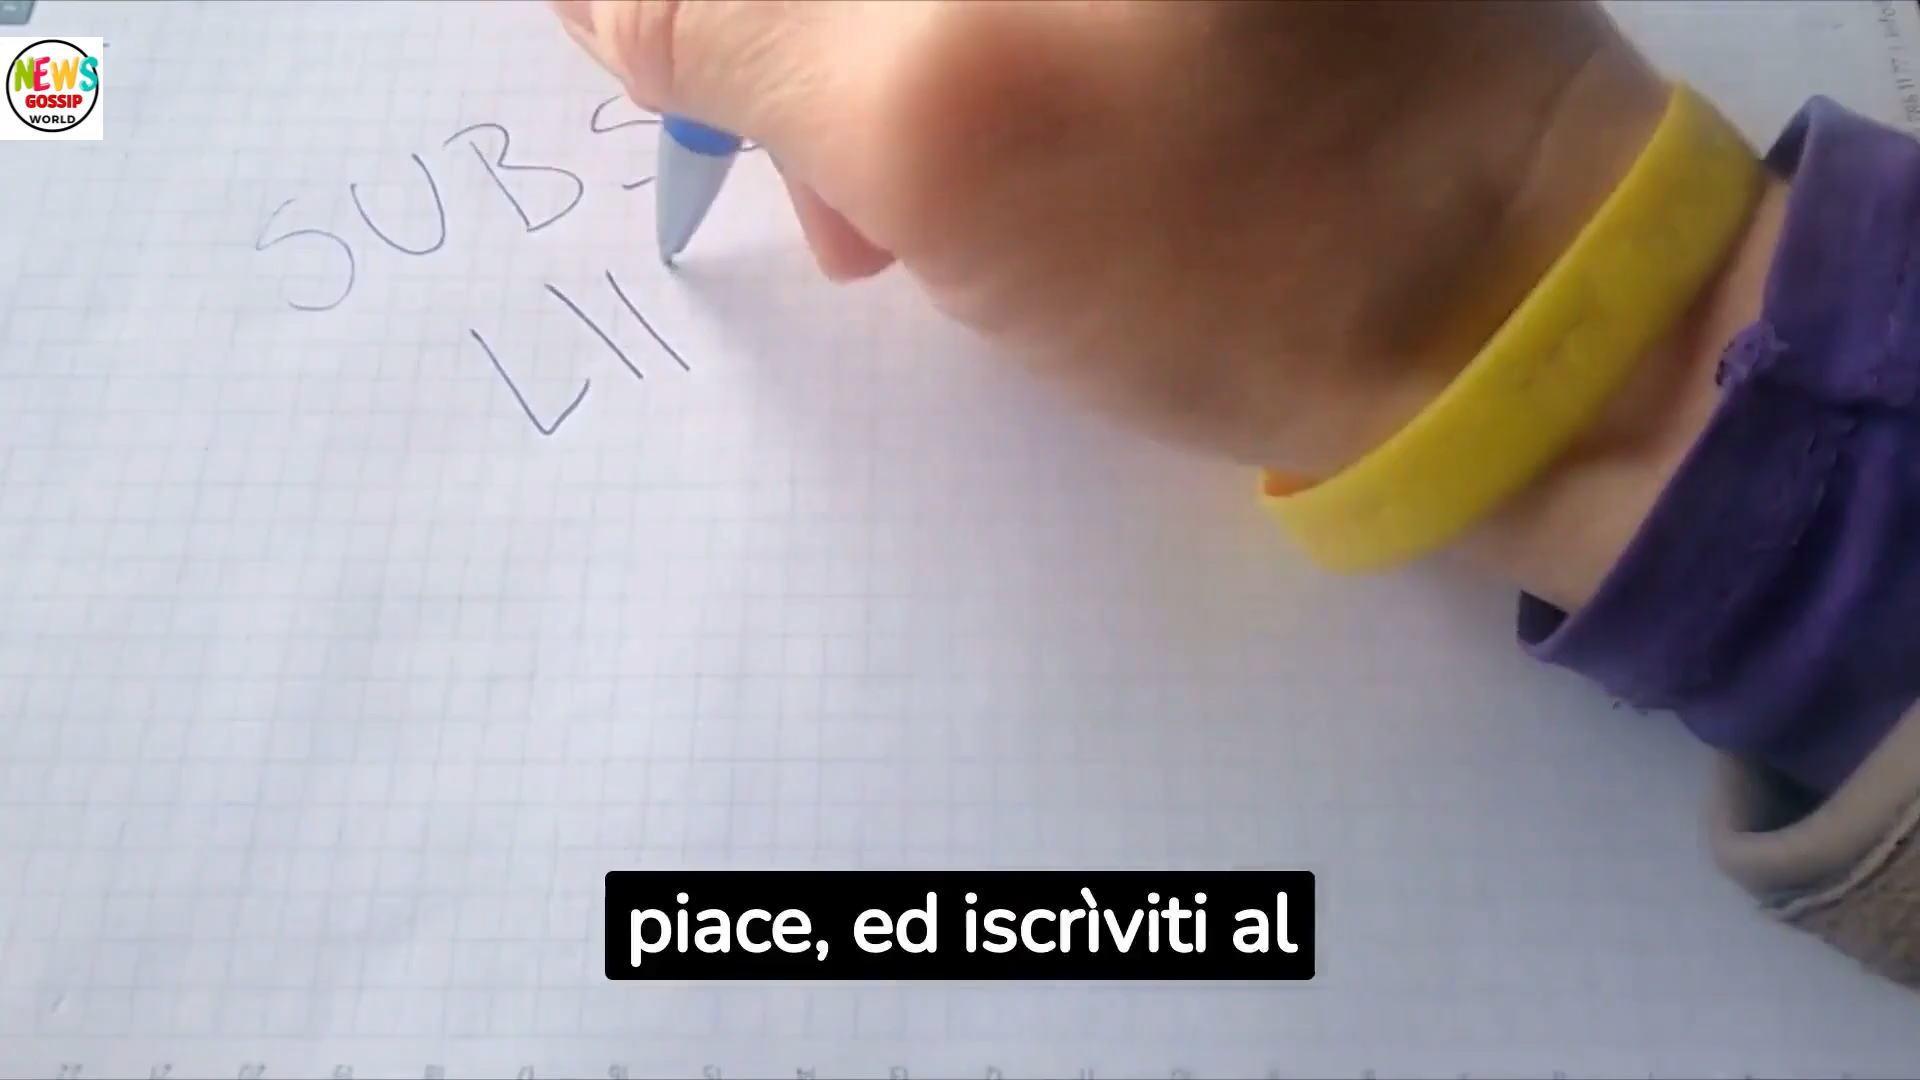 NEWS
GOSSIP
WORLD
SUBS
LII
piace, ed iscrìviti al